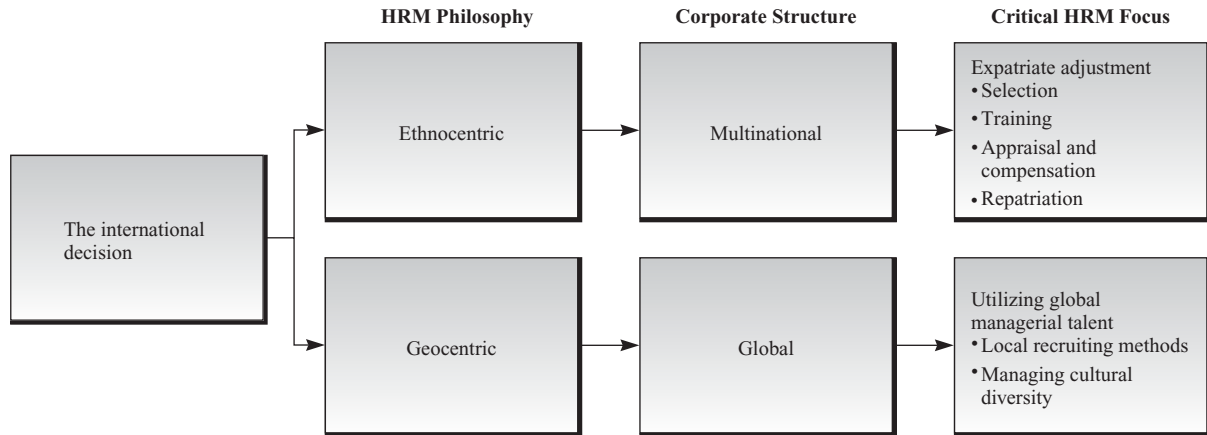 HRM Philosophy
Corporate Structure
Critical HRM Focus
The international
decision
Ethnocentric
Multinational
Expatriate adjustment
• Selection
• Training
• Appraisal and
compensation
• Repatriation
Geocentric
Global
Utilizing global
managerial talent
• Local recruiting methods
• Managing cultural
diversity